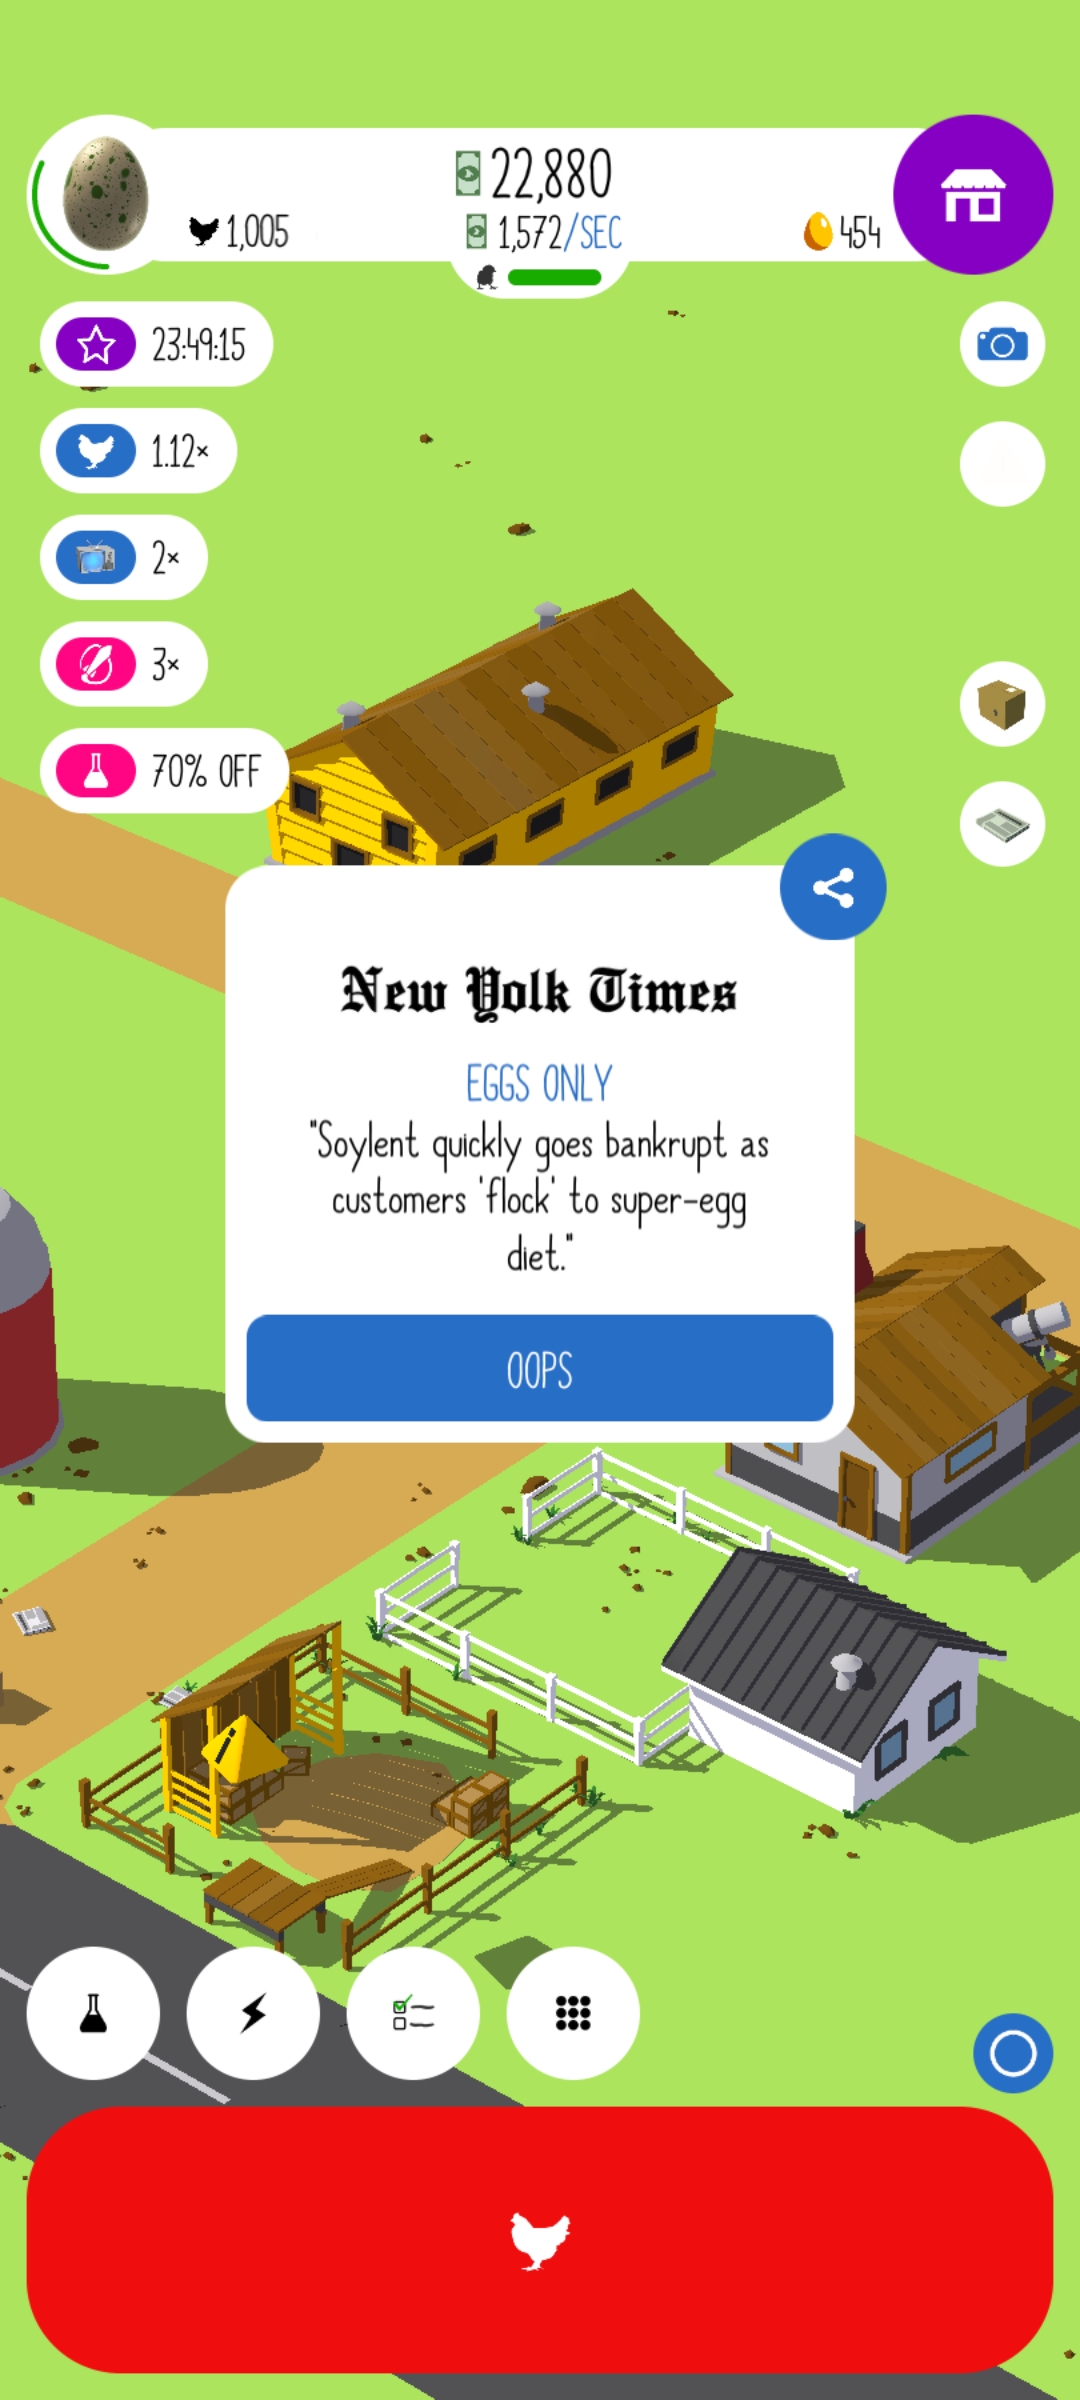 22,880
1,005
1,572/SEC
454
23:49:15
1.12×
2×
3×
70% OFF
New Yolk Times
EGGS ONLY
"Soylent quickly goes bankrupt as
customers 'flock' to super-egg
diet."
OOPS